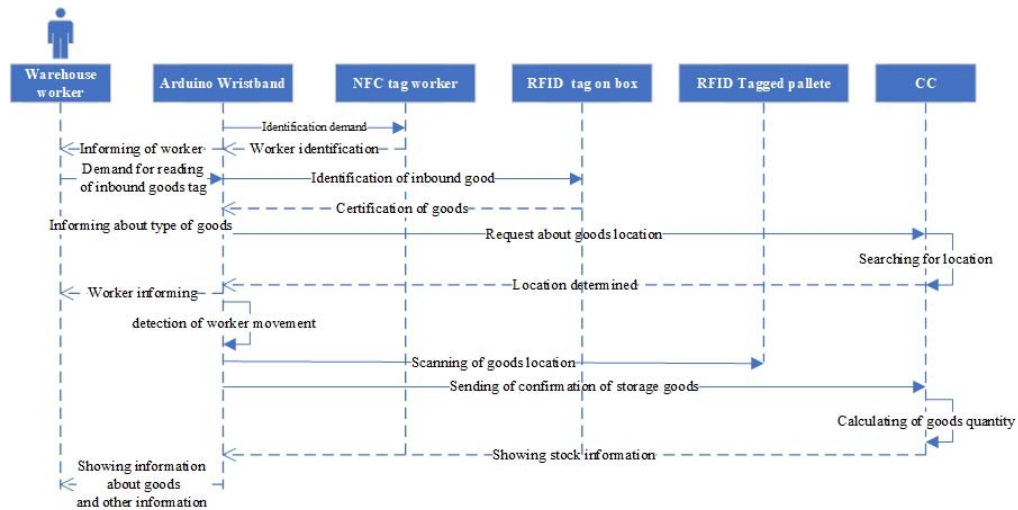 Warehouse
worker
Arduino Wristband
NFC tag worker
RFID tag on box
RFID Tagged pallete
CC
Identification demand
Informing of worker
Worker identification
Demand for reading
of inbound goods tag
Identification of inbound good
Certification of goods
Informing about type of goods
Request about goods location
Searching for location
Location determined
Worker informing
detection of worker movement
Scanning of goods location
Sending of confirmation of storage goods
Calculating of goods quantity
Showing stock information
Showing information
about goods
and other information